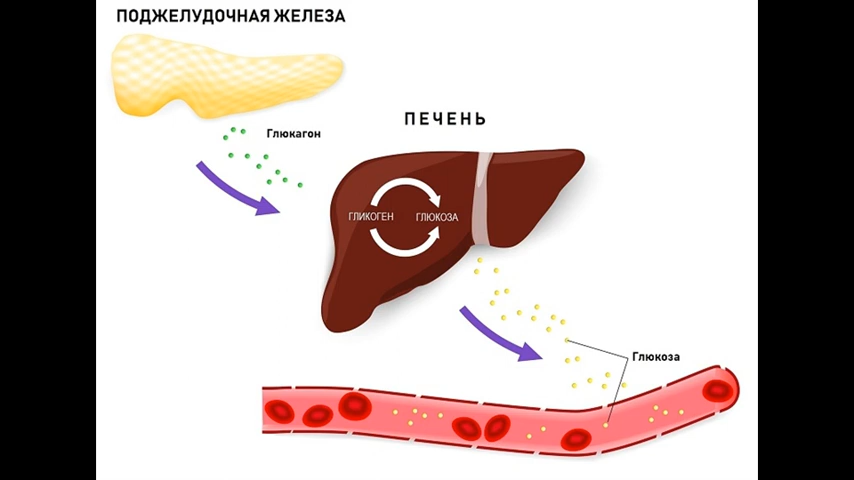 ПОДЖЕЛУДОЧНАЯ ЖЕЛЕЗА
ПЕЧЕНЬ
Глюкагон
ГЛИКОГЕН
ГЛЮКОЗА
Глюкоза